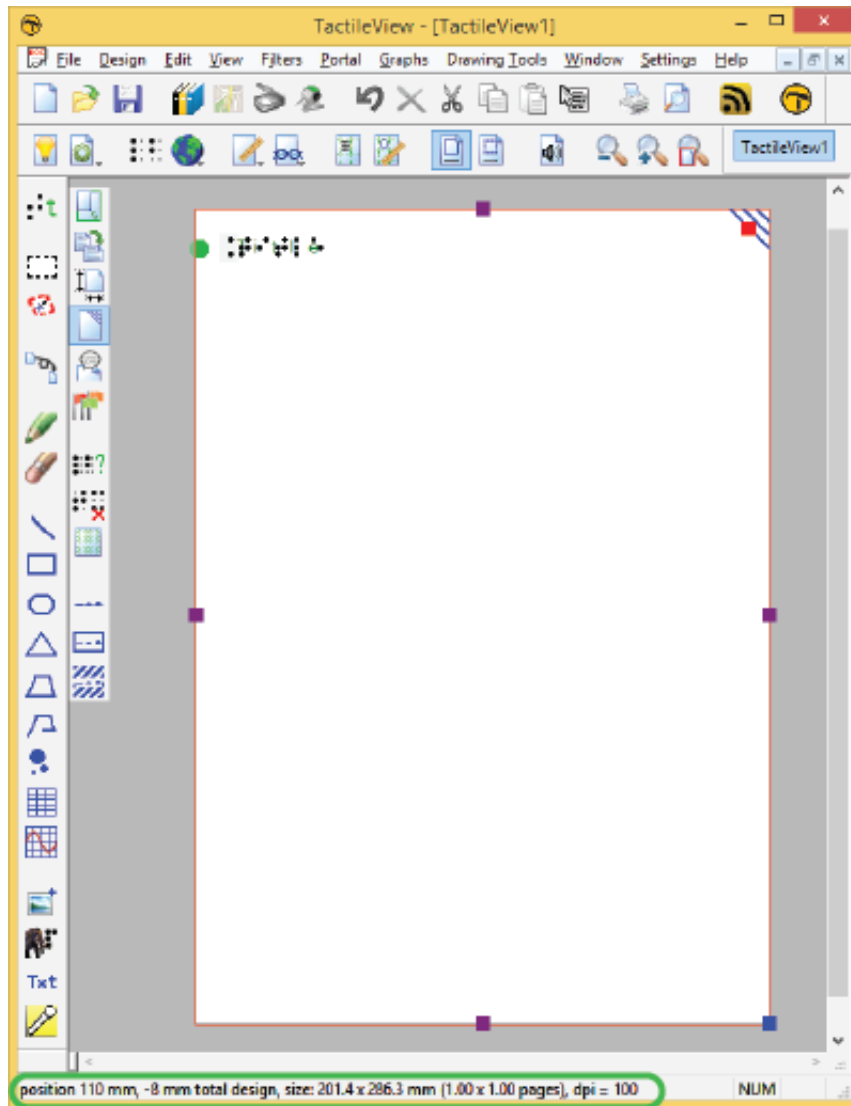 TactileView - [TactileView1]
File Design Edit View Filters Portal Graphs Drawing Tools Window Settings Help
TactileView1
t
?
Txt
position 110 mm, -8 mm total design, size: 201.4 x 286.3 mm (1.00 x 1.00 pages), dpi = 100 NUM